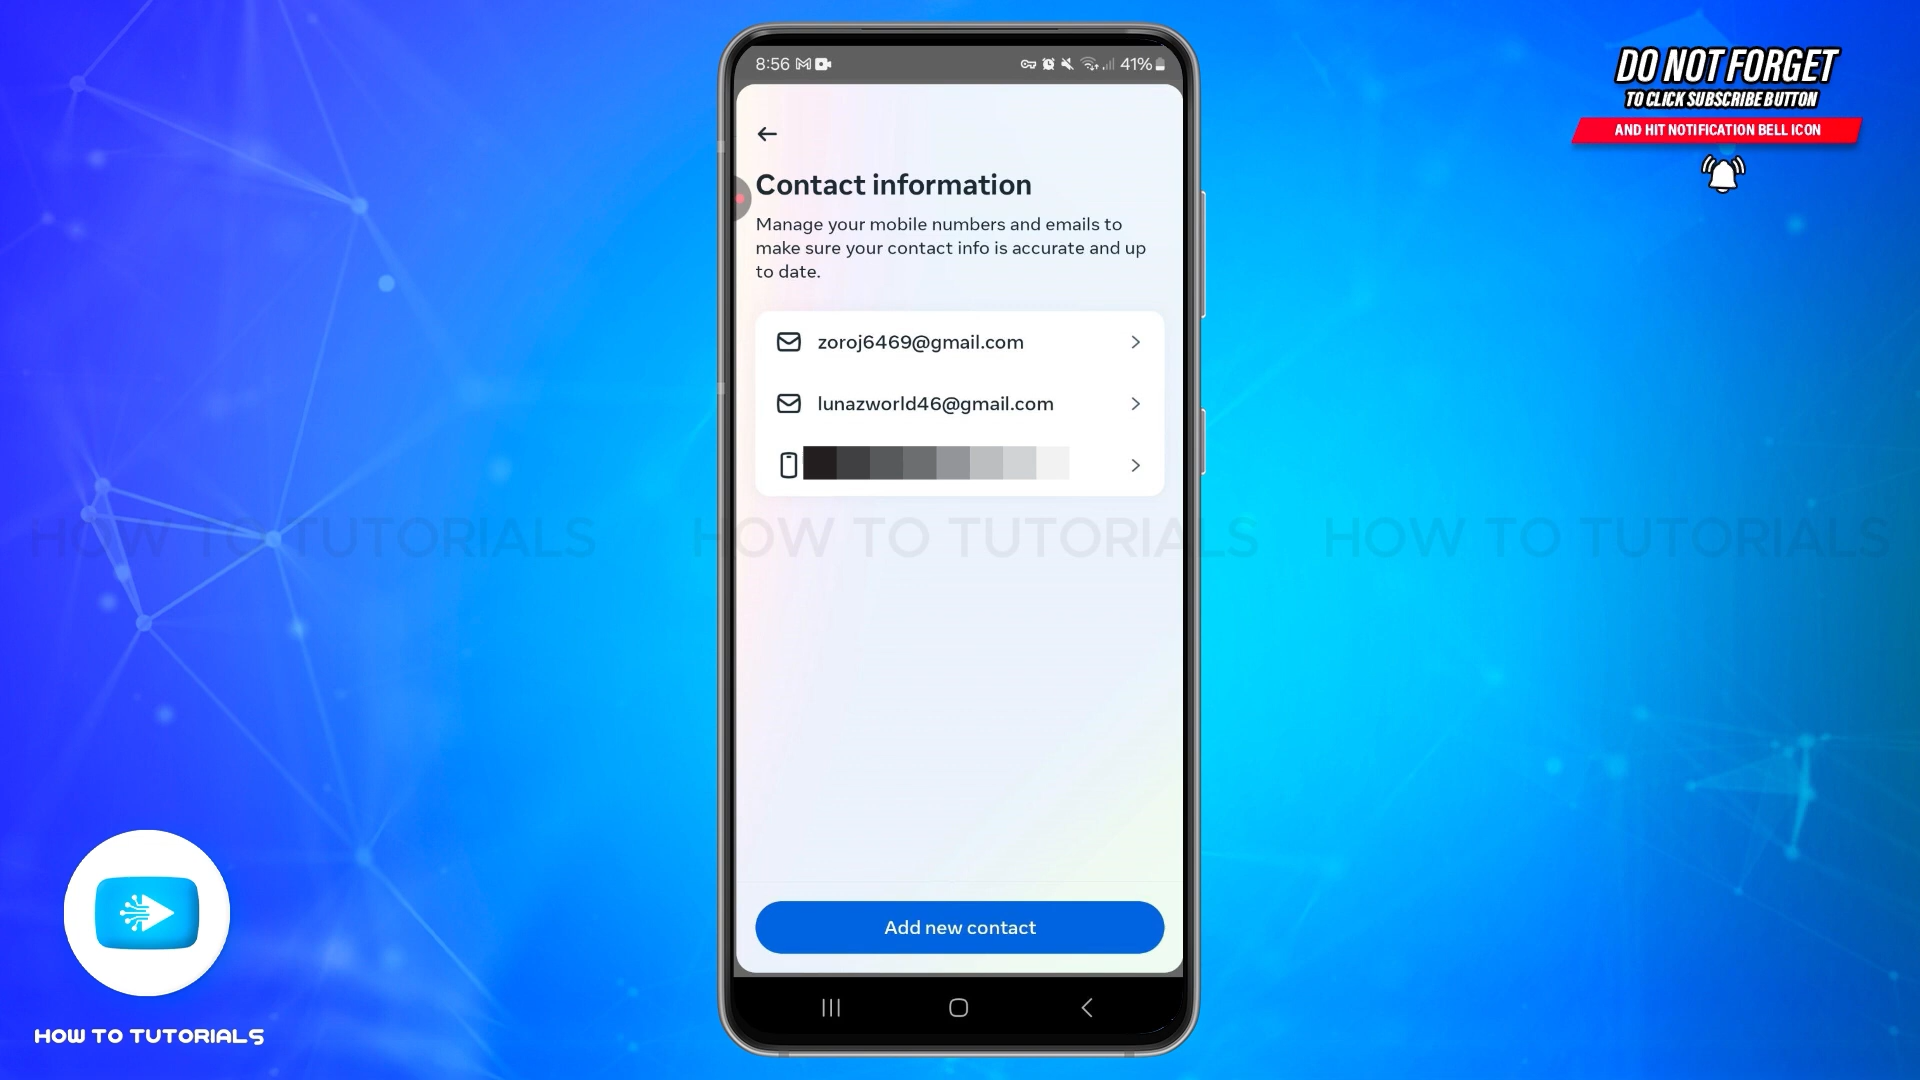 8:56
41%
Contact information
Manage your mobile numbers and emails to
make sure your contact info is accurate and up
to date.
zoroj6469@gmail.com
lunazworld46@gmail.com
Add new contact
DO NOT FORGET
TO CLICK SUBSCRIBE BUTTON
AND HIT NOTIFICATION BELL ICON
HOW TO TUTORIALS HOW TO TUTORIALS HOW TO TUTORIALS
HOW TO TUTORIALS